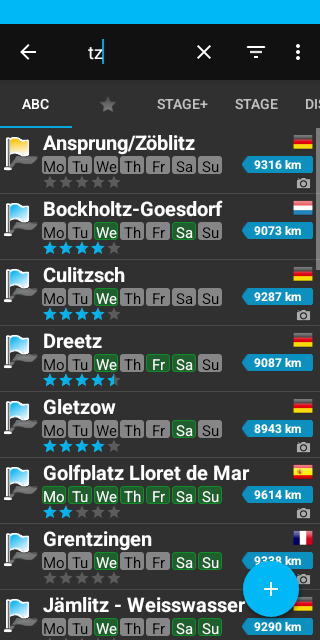 tz
ABC STAGE+ STAGE DIS
Ansprung/Zöblitz
Mo Tu We Th Fr Sa Su 9316 km
Bockholtz-Goesdorf
Mo Tu We Th Fr Sa Su 9073 km
Culitzsch
Mo Tu We Th Fr Sa Su 9287 km
Dreetz
Mo Tu We Th Fr Sa Su 9087 km
Gletzow
Mo Tu We Th Fr Sa Su 8943 km
Golfplatz Lloret de Mar
Mo Tu We Th Fr Sa Su 9614 km
Grentzingen
Mo Tu We Th Fr Sa Su 9338 km
Jämlitz - Weisswasser
Mo Tu We Th Fr Sa Su 9290 km